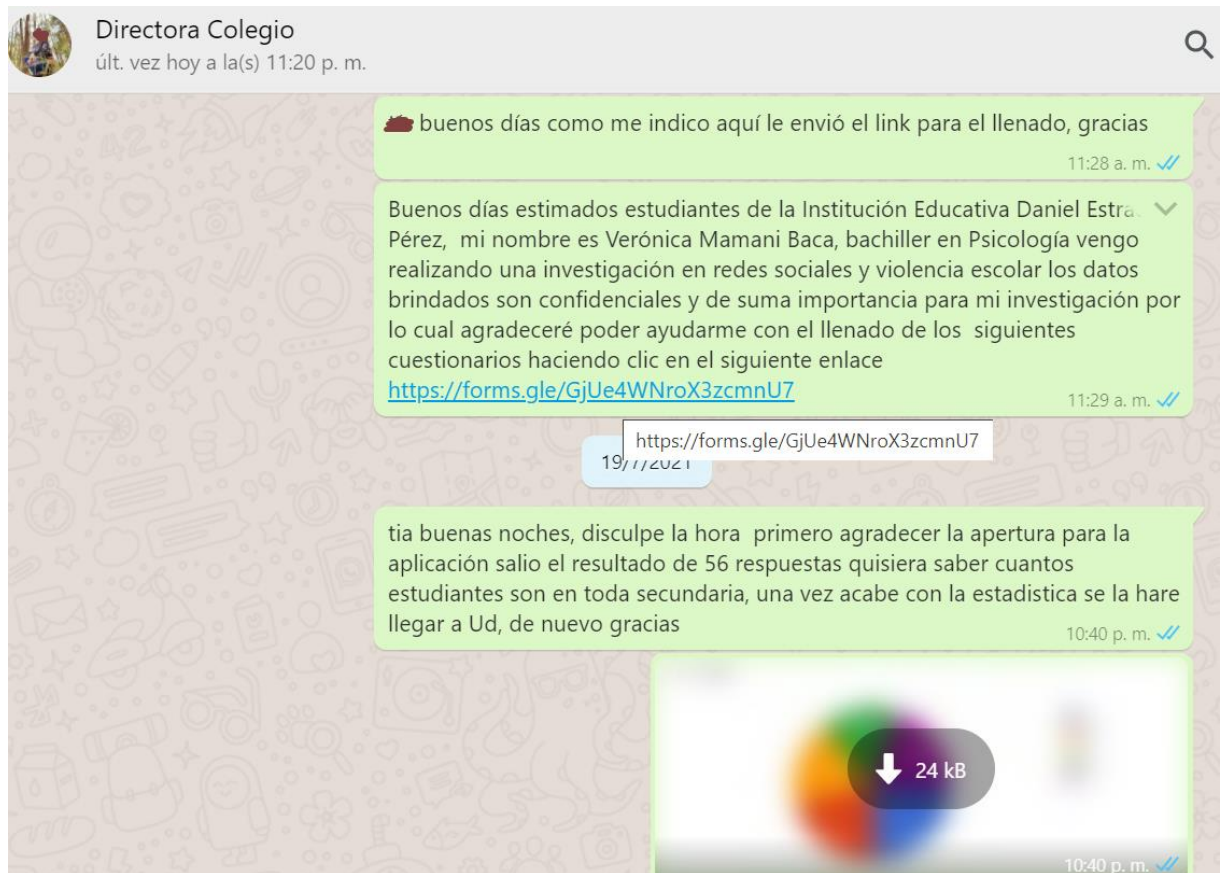 Directora Colegio
últ. vez hoy a la(s) 11:20 p. m.
buenos días como me indico aquí le envió el link para el llenado, gracias
11:28 a. m.
Buenos días estimados estudiantes de la Institución Educativa Daniel Estra
Pérez, mi nombre es Verónica Mamani Baca, bachiller en Psicología vengo
realizando una investigación en redes sociales y violencia escolar los datos
brindados son confidenciales y de suma importancia para mi investigación por
lo cual agradeceré poder ayudarme con el llenado de los siguientes
cuestionarios haciendo clic en el siguiente enlace
https://forms.gle/GjUe4WNroX3zcmnU7
11:29 a. m.
https://forms.gle/GjUe4WNroX3zcmnU7
19/7/2021
tia buenas noches, disculpe la hora primero agradecer la apertura para la
aplicación salio el resultado de 56 respuestas quisiera saber cuantos
estudiantes son en toda secundaria, una vez acabe con la estadistica se la hare
llegar a Ud, de nuevo gracias
10:40 p. m.
24 kB
10:40 p. m.